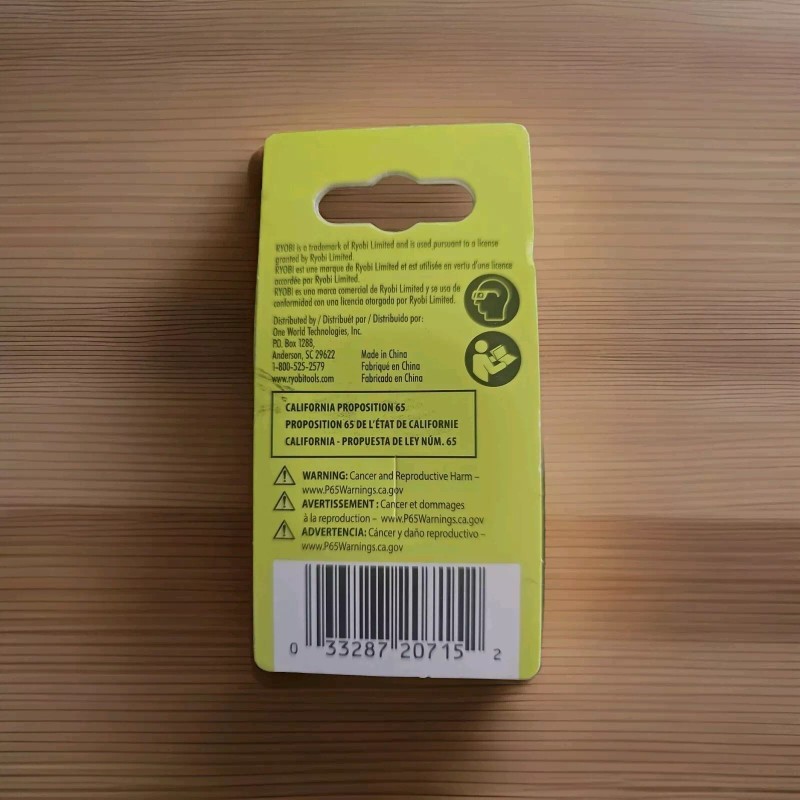 RYOBI is a trademark of Ryobi Limited and is used pursuant to a license
granted by Ryobi Limited.
RYOBI est une marque de Ryobi Limited et est utilisée en vertu d'une licence
accordée par Ryobi Limited.
RYOBI es una marca comercial de Ryobi Limited y se usa de
conformidad con una licencia otorgada por Ryobi Limited.
Distributed by / Distribuét par / Distribuido por:
One World Technologies, Inc.
P.O. Box 1288,
Anderson, SC 29622 Made in China
1-800-525-2579 Fabriqué en China
www.ryobitools.com Fabricado en China
CALIFORNIA PROPOSITION 65
PROPOSITION 65 DE L'ÉTAT DE CALIFORNIE
CALIFORNIA - PROPUESTA DE LEY NÚM. 65
WARNING: Cancer and Reproductive Harm –
www.P65Warnings.ca.gov
AVERTISSEMENT : Cancer et dommages
à la reproduction – www.P65Warnings.ca.gov
ADVERTENCIA: Cáncer y daño reproductivo –
www.P65Warnings.ca.gov
0 33287 20715 2